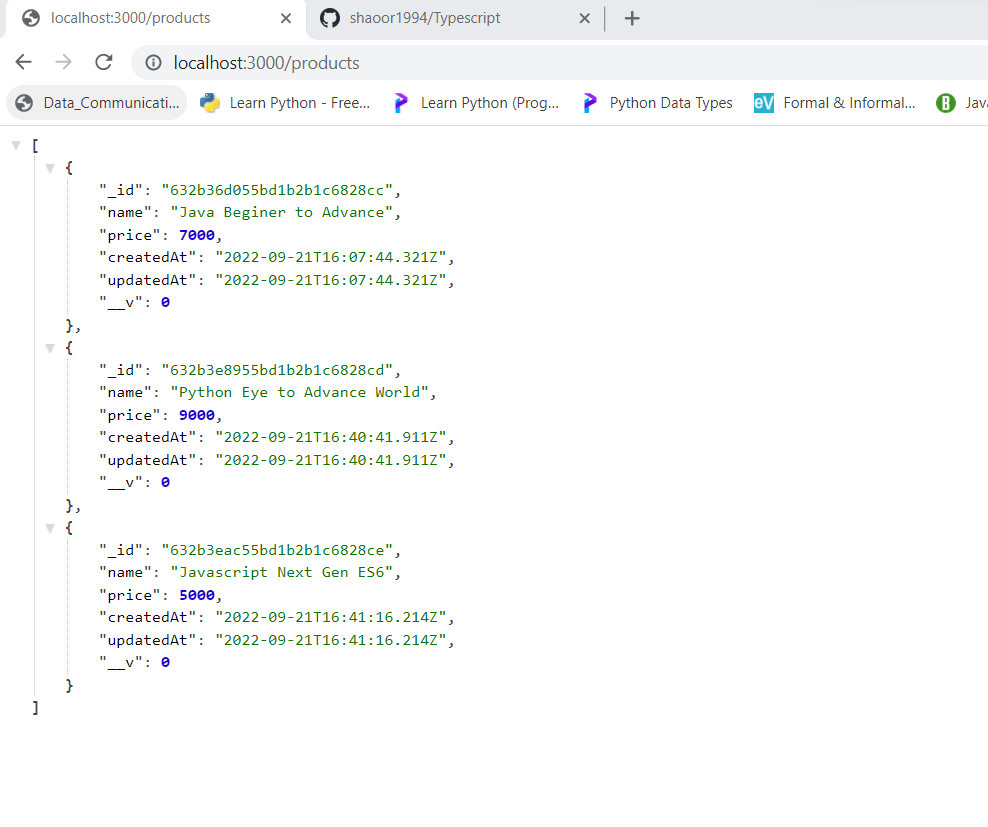 localhost:3000/products
shaoor1994/Typescript
localhost:3000/products
Data_Communicati...
Learn Python - Free...
Learn Python (Prog...
Python Data Types
eV
Formal & Informal...
B
Java
[
{
"_id": "632b36d055bd1b2b1c6828cc",
"name": "Java Beginer to Advance",
"price": 7000,
"createdAt": "2022-09-21T16:07:44.321Z",
"updatedAt": "2022-09-21T16:07:44.321Z",
"__v": 0
},
{
"_id": "632b3e8955bd1b2b1c6828cd",
"name": "Python Eye to Advance World",
"price": 9000,
"createdAt": "2022-09-21T16:40:41.911Z",
"updatedAt": "2022-09-21T16:40:41.911Z",
"__v": 0
},
{
"_id": "632b3eac55bd1b2b1c6828ce",
"name": "Javascript Next Gen ES6",
"price": 5000,
"createdAt": "2022-09-21T16:41:16.214Z",
"updatedAt": "2022-09-21T16:41:16.214Z",
"__v": 0
}
]